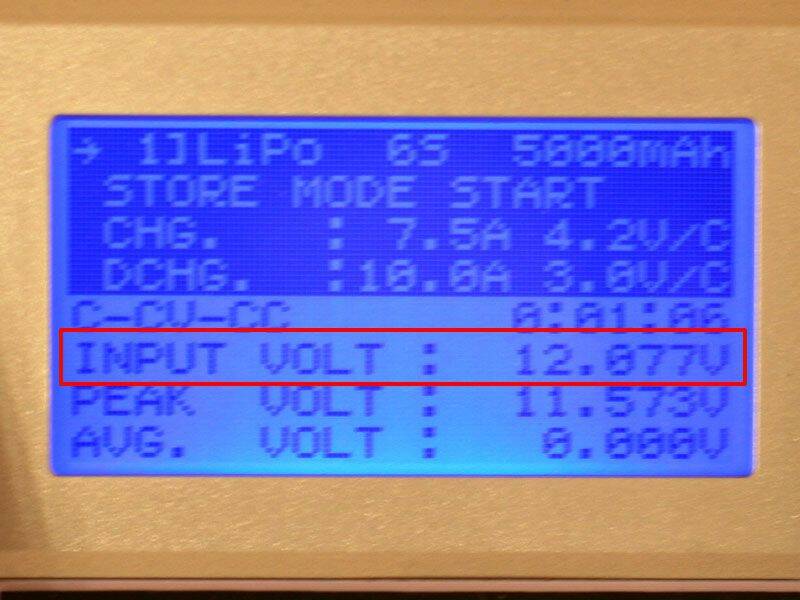 → 1]LiPo 6S 5000mAh
STORE MODE START
CHG. : 7.5A 4.2V/C
DCHG. :10.0A 3.0V/C
C-CV-CC 0:01:06
INPUT VOLT : 12.077V
PEAK VOLT : 11.573V
AVG. VOLT : 0.000V